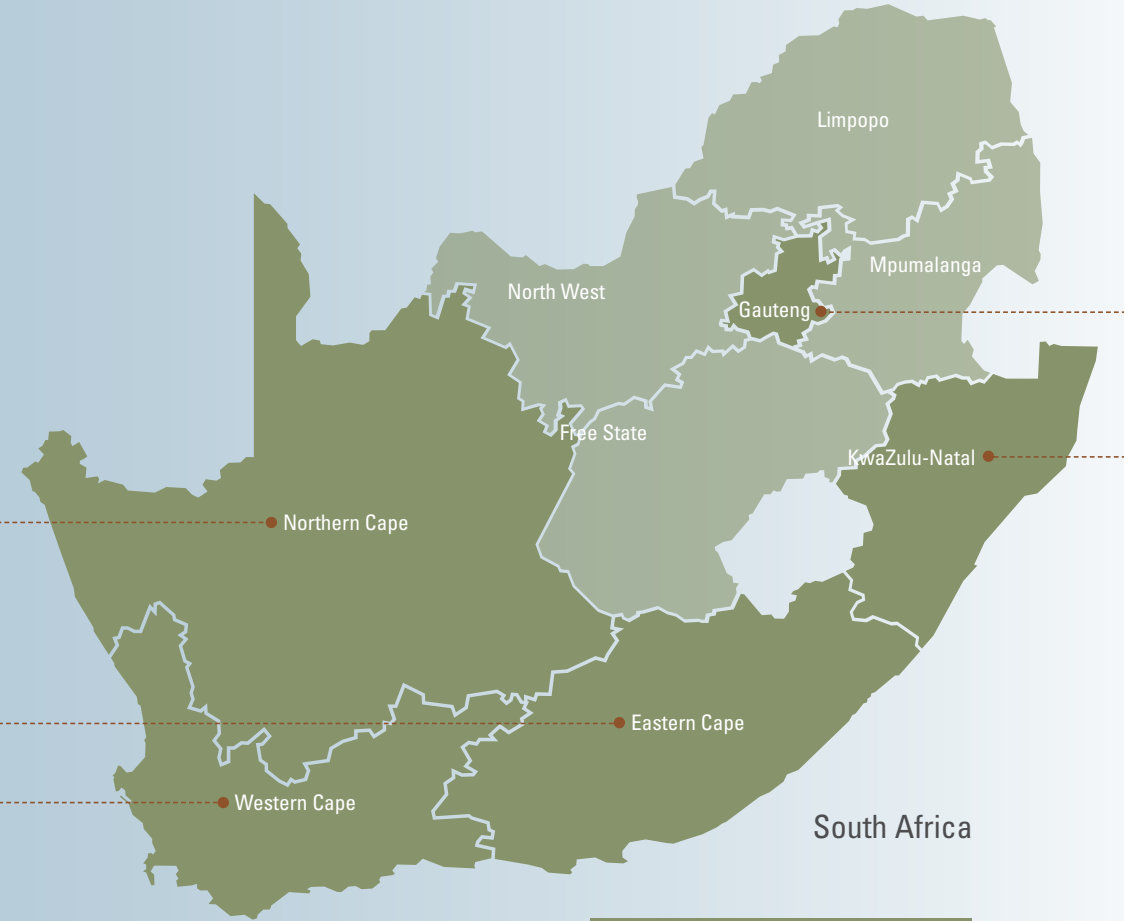 Limpopo
Mpumalanga
North West
Gauteng
Free State
KwaZulu-Natal
Northern Cape
Eastern Cape
Western Cape
South Africa